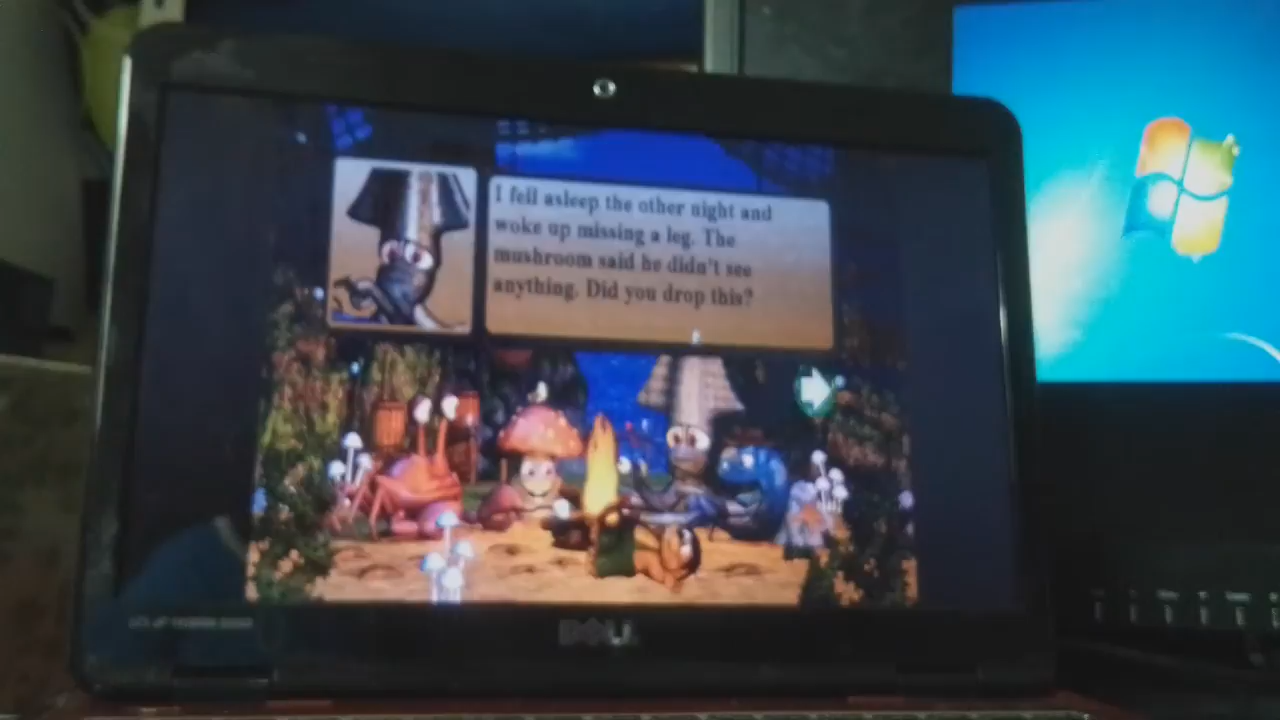 I fell asleep the other night and
woke up missing a leg. The
mushroom said he didn't see
anything. Did you drop this?
DELL